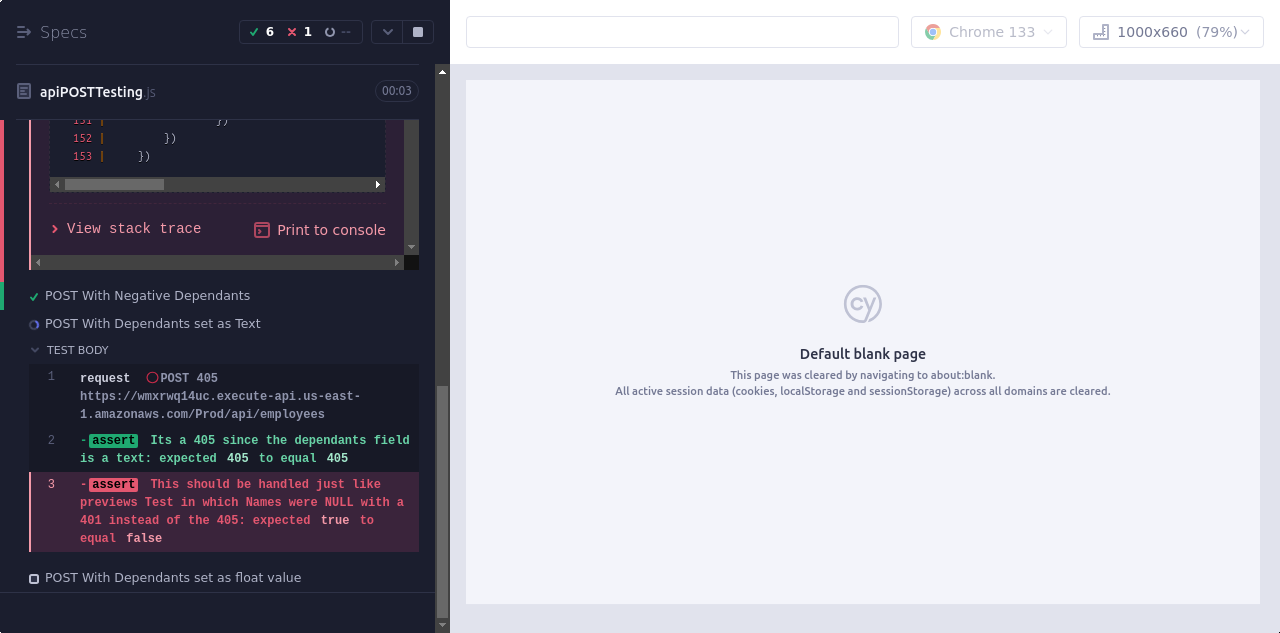 Specs
6 1 --
Chrome 133
1000x660 (79%)
apiPOSTTesting.js
00:03
151 | })
152 | })
153 | })
View stack trace
Print to console
POST With Negative Dependants
POST With Dependants set as Text
TEST BODY
1 request POST 405
https://wmxrwq14uc.execute-api.us-east-
1.amazonaws.com/Prod/api/employees
2 -assert Its a 405 since the dependants field
is a text: expected 405 to equal 405
3 -assert This should be handled just like
previews Test in which Names were NULL with a
401 instead of the 405: expected true to
equal false
POST With Dependants set as float value
cy
Default blank page
This page was cleared by navigating to about:blank.
All active session data (cookies, localStorage and sessionStorage) across all domains are cleared.